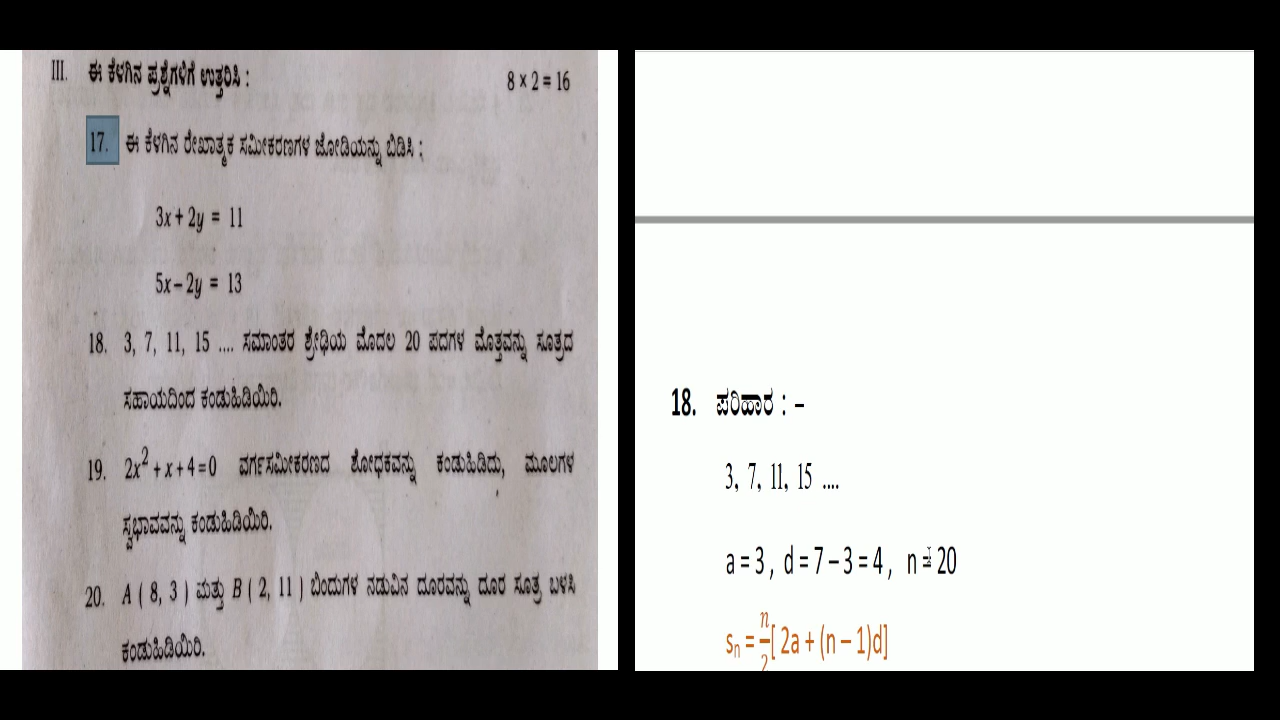 III. ಈ ಕೆಳಗಿನ ಪ್ರಶ್ನೆಗಳಿಗೆ ಉತ್ತರಿಸಿ : 8 × 2 = 16
17. ಈ ಕೆಳಗಿನ ರೇಖಾತ್ಮಕ ಸಮೀಕರಣಗಳ ಜೋಡಿಯನ್ನು ಬಿಡಿಸಿ :
3x + 2y = 11
5x – 2y = 13
18. 3, 7, 11, 15 .... ಸಮಾಂತರ ಶ್ರೇಢಿಯ ಮೊದಲ 20 ಪದಗಳ ಮೊತ್ತವನ್ನು ಸೂತ್ರದ
ಸಹಾಯದಿಂದ ಕಂಡುಹಿಡಿಯಿರಿ.
19. 2x² + x + 4 = 0 ವರ್ಗಸಮೀಕರಣದ ಶೋಧಕವನ್ನು ಕಂಡುಹಿಡಿದು, ಮೂಲಗಳ
ಸ್ವಭಾವವನ್ನು ಕಂಡುಹಿಡಿಯಿರಿ.
20. A ( 8, 3 ) ಮತ್ತು B ( 2, 11 ) ಬಿಂದುಗಳ ನಡುವಿನ ದೂರವನ್ನು ದೂರ ಸೂತ್ರ ಬಳಸಿ
ಕಂಡುಹಿಡಿಯಿರಿ.
18. ಪರಿಹಾರ : –
3, 7, 11, 15 ....
a = 3 , d = 7 – 3 = 4 , n = 20
sₙ = n/2 [ 2a + (n – 1)d]